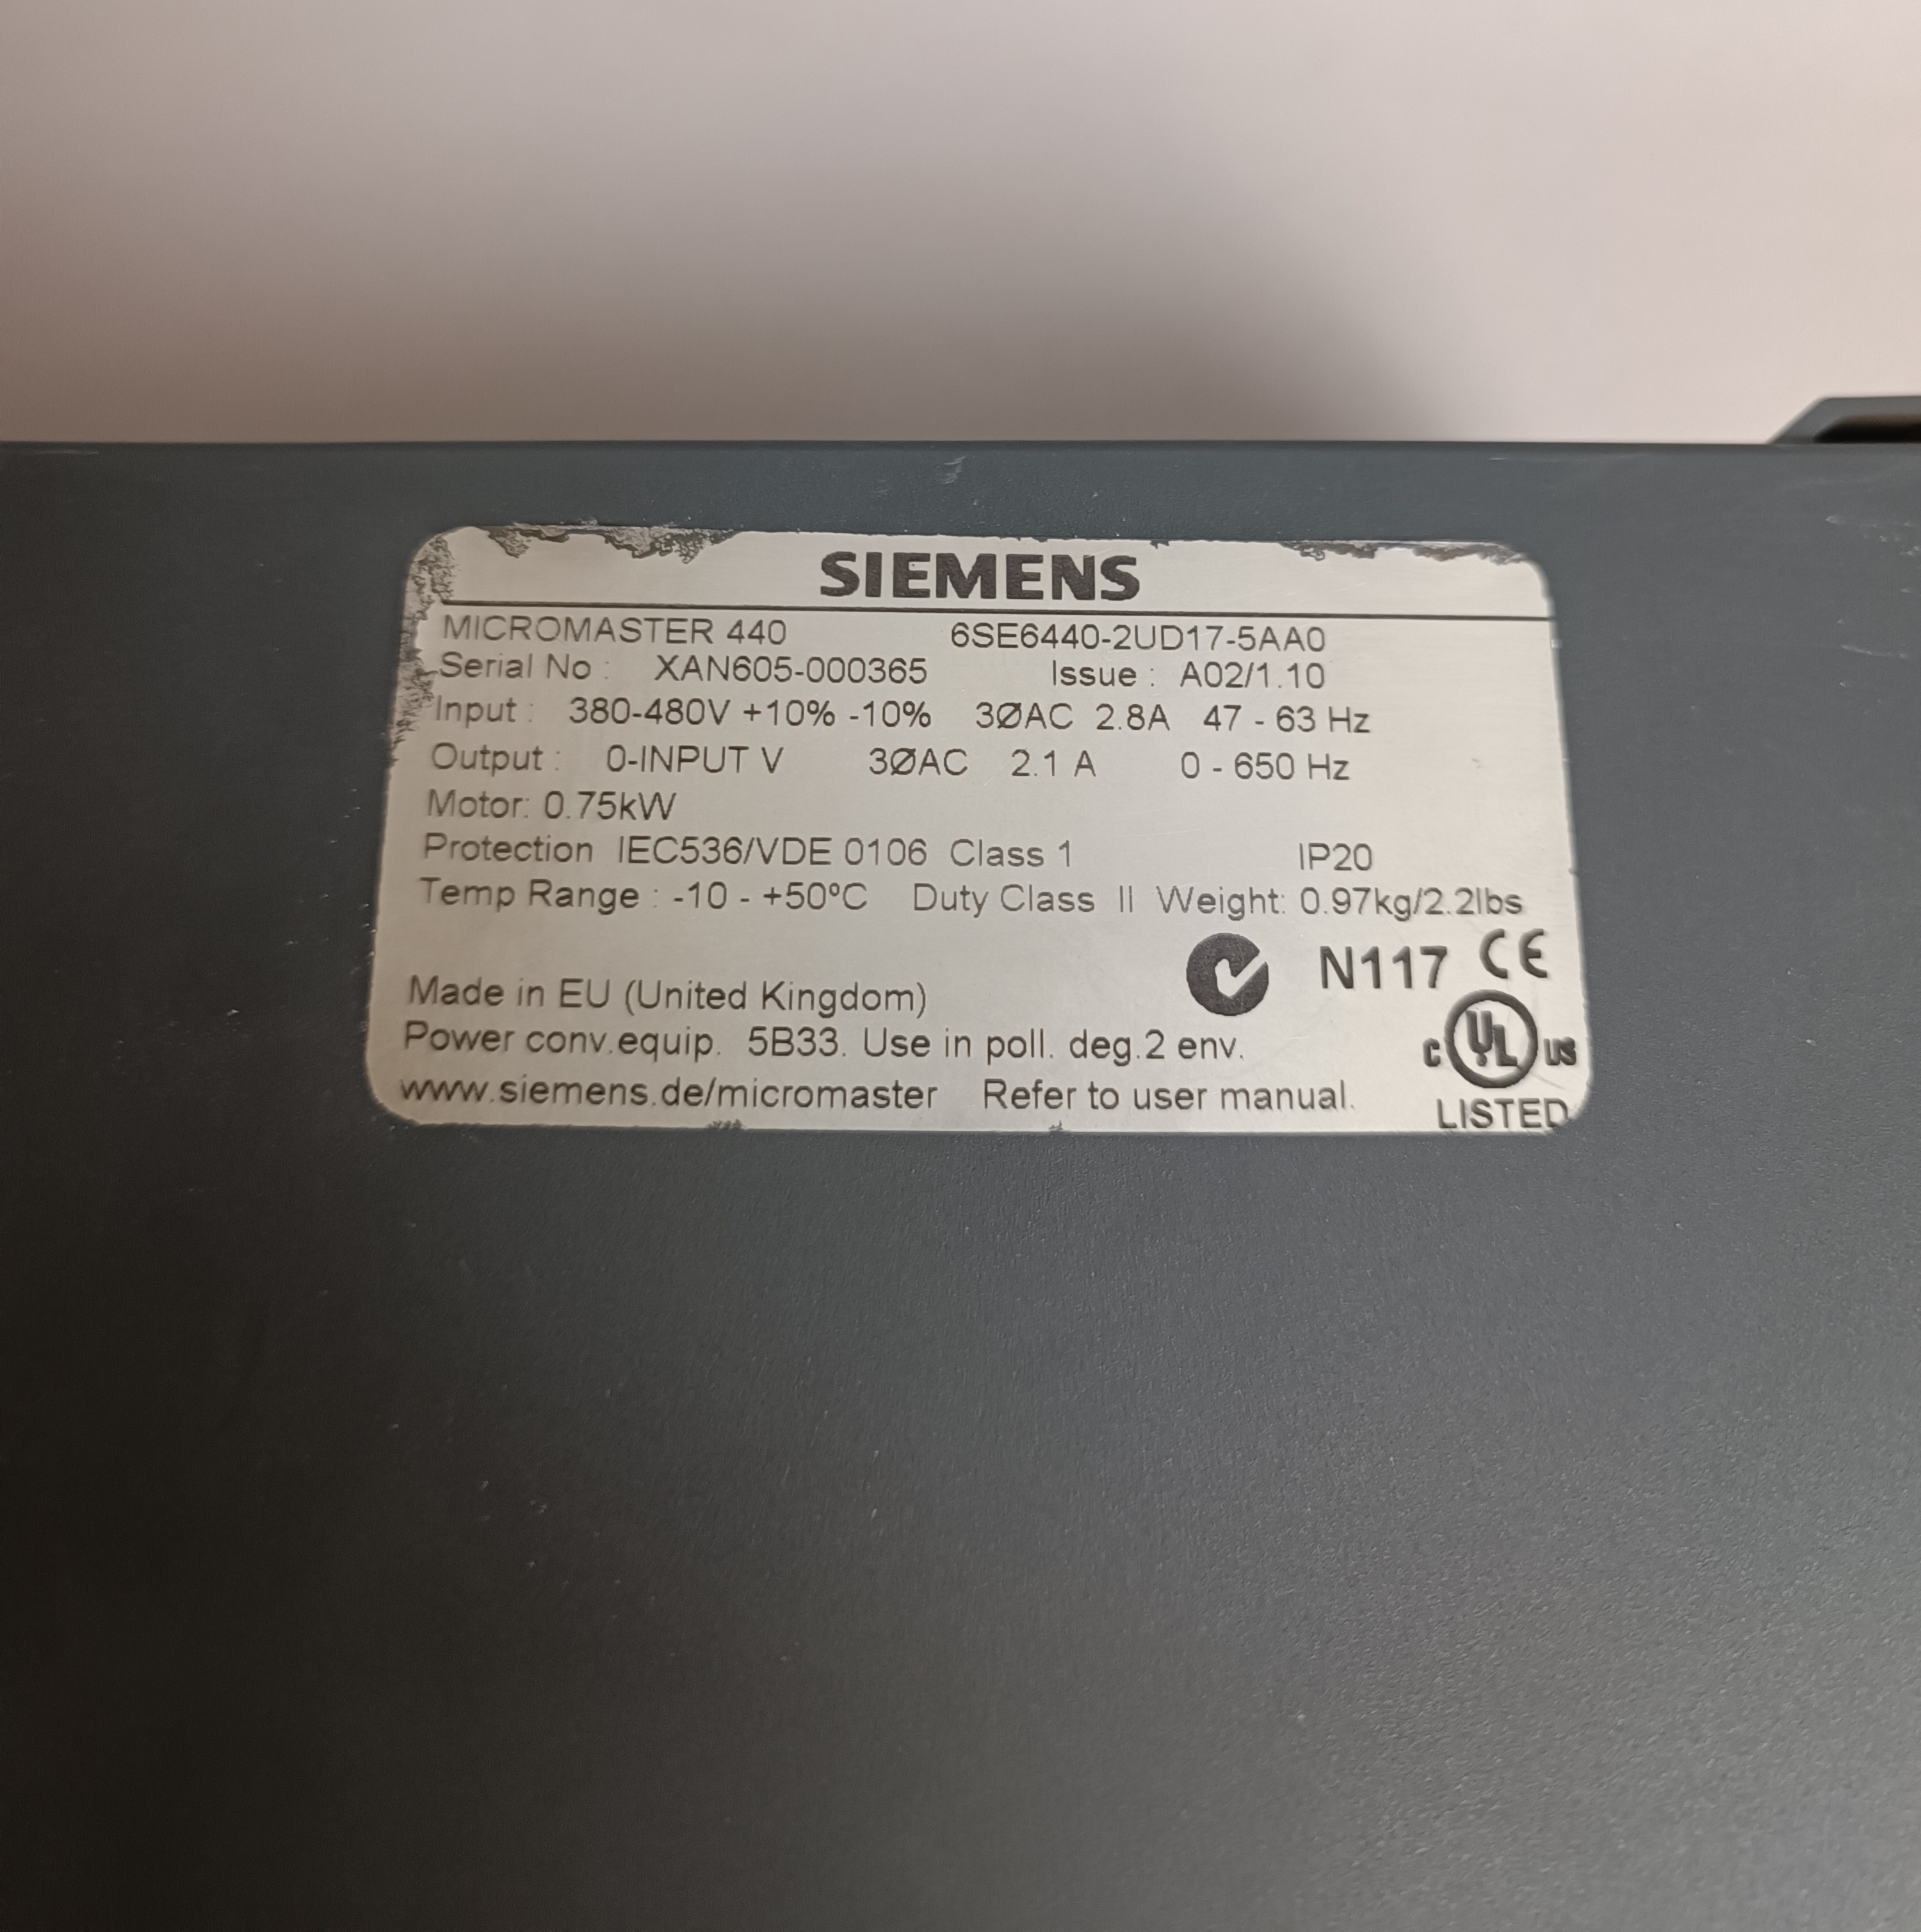 SIEMENS
MICROMASTER 440 6SE6440-2UD17-5AA0
Serial No : XAN605-000365 Issue : A02/1.10
Input : 380-480V +10% -10% 3ØAC 2.8A 47 - 63 Hz
Output : 0-INPUT V 3ØAC 2.1 A 0 - 650 Hz
Motor: 0.75kW
Protection IEC536/VDE 0106 Class 1 IP20
Temp Range : -10 - +50ºC Duty Class II Weight: 0.97kg/2.2lbs
N117 CE
Made in EU (United Kingdom)
Power conv.equip. 5B33. Use in poll. deg.2 env.
C UL US
www.siemens.de/micromaster Refer to user manual.
LISTED